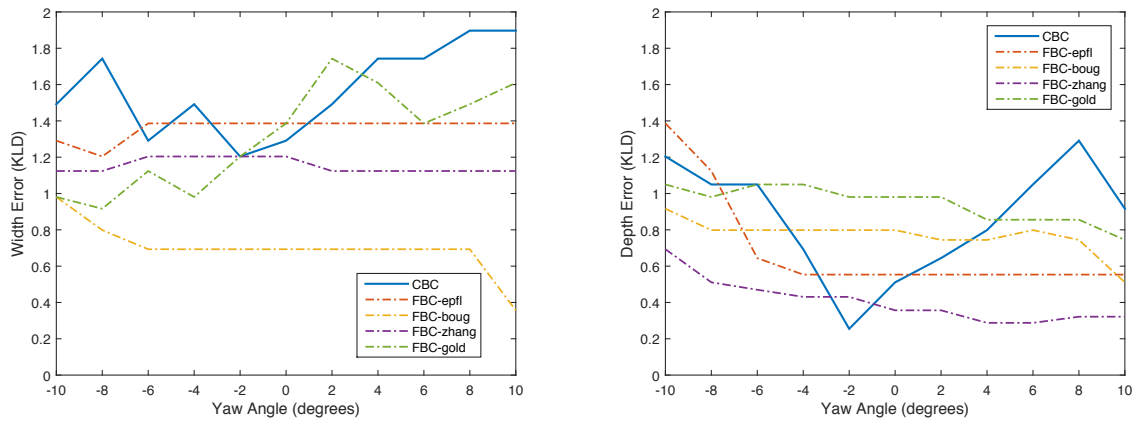 2
1.8
1.6
1.4
1.2
1
0.8
0.6
0.4
0.2
0
Width Error (KLD)
CBC
FBC-epfl
FBC-boug
FBC-zhang
FBC-gold
-10 -8 -6 -4 -2 0 2 4 6 8 10
Yaw Angle (degrees)
2
1.8
1.6
1.4
1.2
1
0.8
0.6
0.4
0.2
0
Depth Error (KLD)
CBC
FBC-epfl
FBC-boug
FBC-zhang
FBC-gold
-10 -8 -6 -4 -2 0 2 4 6 8 10
Yaw Angle (degrees)